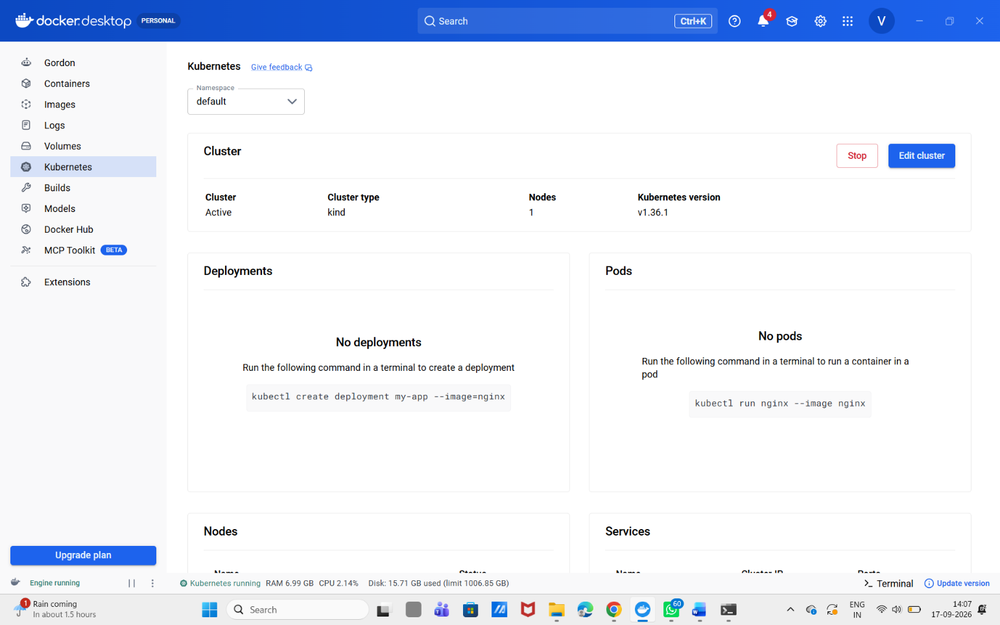 docker.desktop PERSONAL
Search Ctrl+K
4
V
Gordon
Containers
Images
Logs
Volumes
Kubernetes
Builds
Models
Docker Hub
MCP Toolkit BETA
Extensions
Upgrade plan
Kubernetes Give feedback
Namespace
default
Cluster
Stop Edit cluster
Cluster Cluster type Nodes Kubernetes version
Active kind 1 v1.36.1
Deployments
No deployments
Run the following command in a terminal to create a deployment
kubectl create deployment my-app --image=nginx
Pods
No pods
Run the following command in a terminal to run a container in a
pod
kubectl run nginx --image nginx
Nodes
Name Status
Services
Name Cluster IP Ports
Engine running Kubernetes running RAM 6.99 GB CPU 2.14% Disk: 15.71 GB used (limit 1006.85 GB) Terminal Update version
1
Rain coming
In about 1.5 hours
Search
60
ENG
IN
14:07
17-09-2026